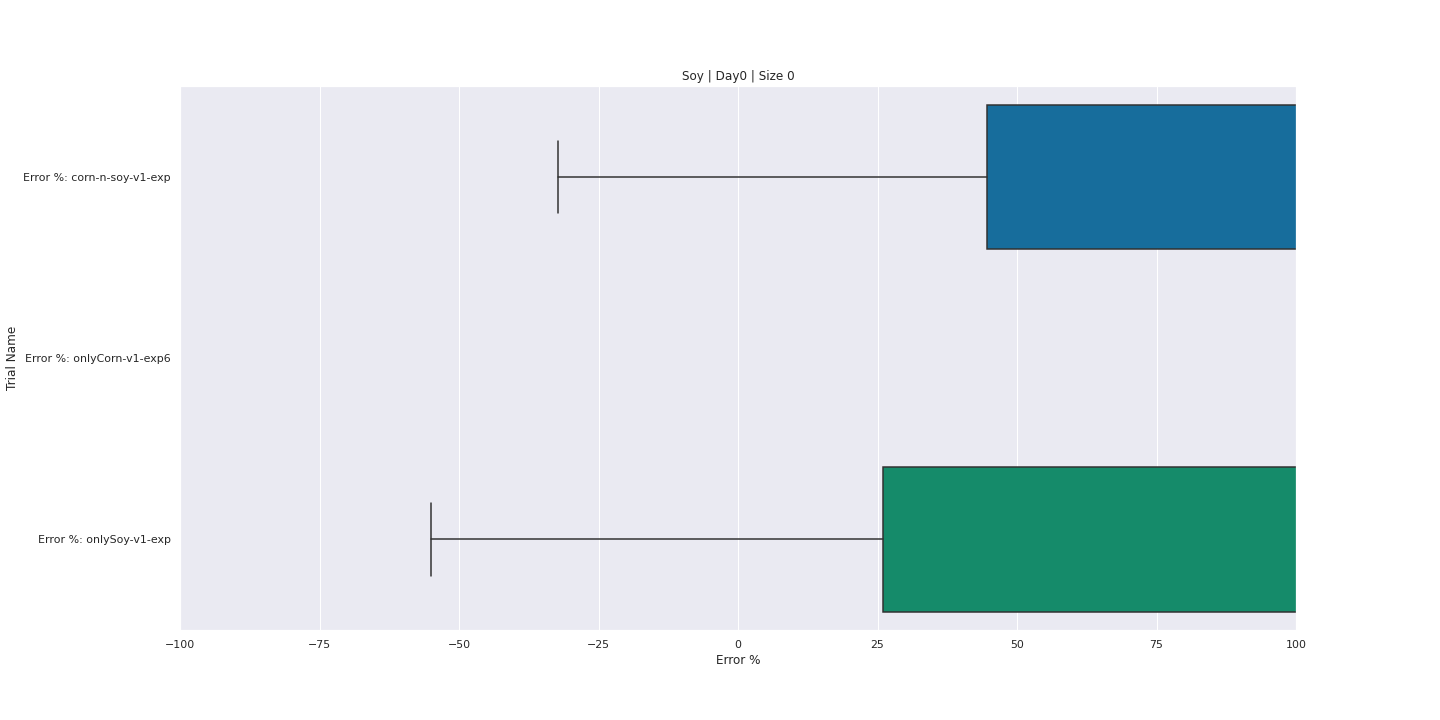 Soy | Day0 | Size 0
Error %: corn-n-soy-v1-exp
Error %: onlyCorn-v1-exp6
Error %: onlySoy-v1-exp
Trial Name
−100 −75 −50 −25 0 25 50 75 100
Error %